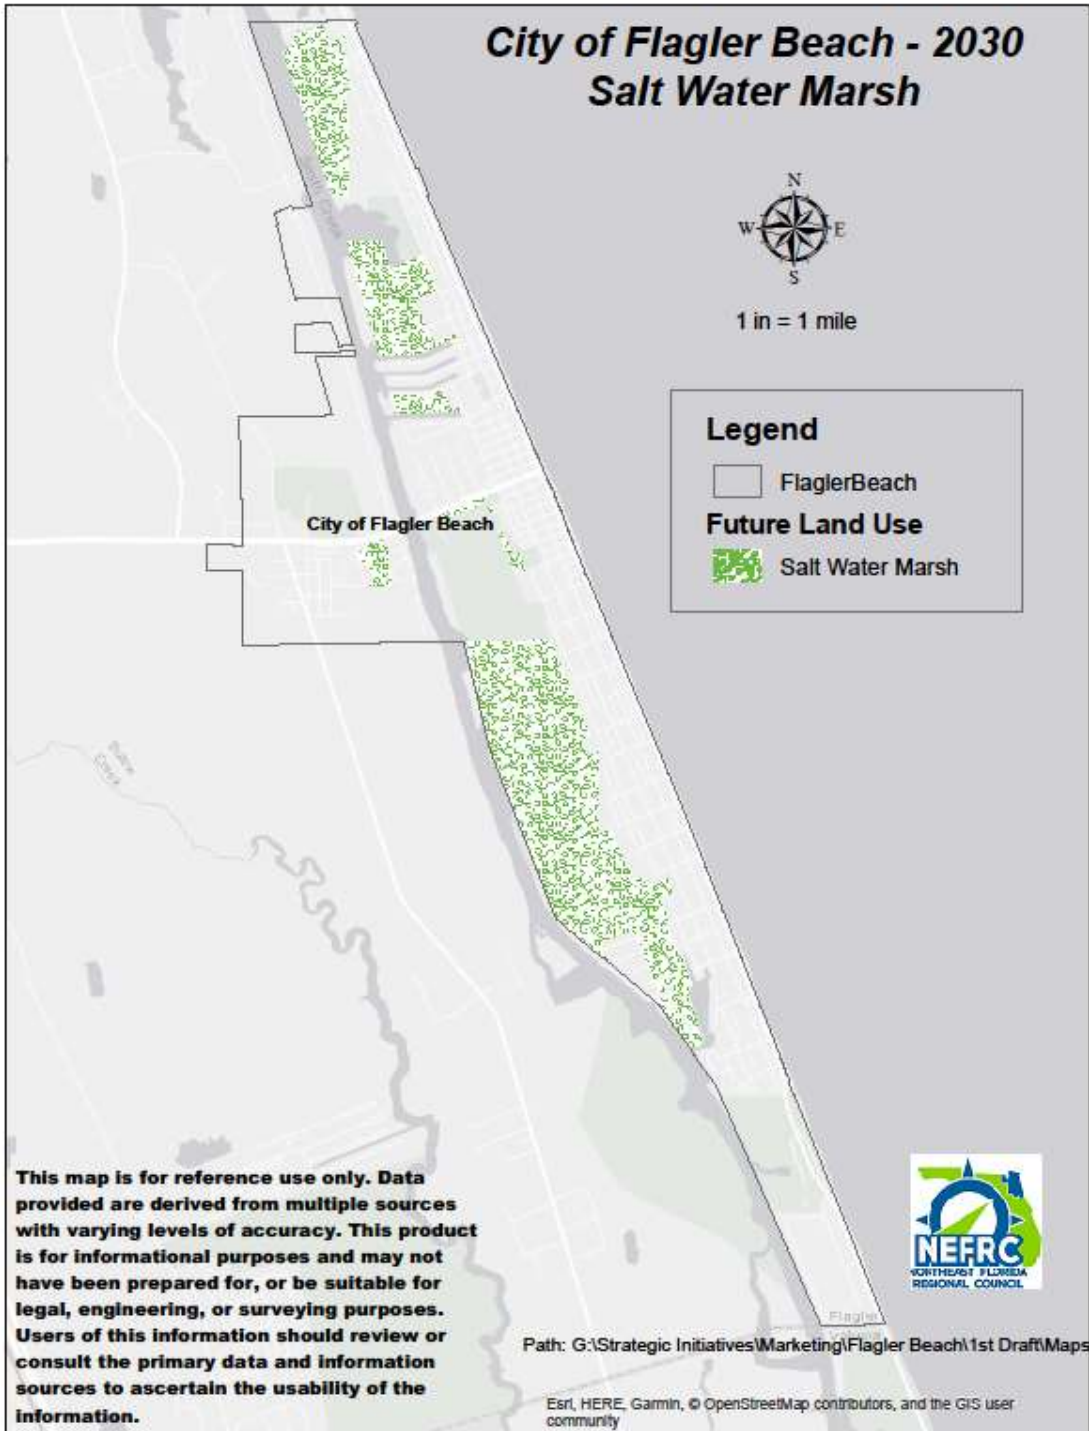 City of Flagler Beach - 2030
Salt Water Marsh
N
W
E
S
1 in = 1 mile
Legend
FlaglerBeach
Future Land Use
Salt Water Marsh
City of Flagler Beach
Creek
This map is for reference use only. Data
provided are derived from multiple sources
with varying levels of accuracy. This product
is for informational purposes and may not
have been prepared for, or be suitable for
legal, engineering, or surveying purposes.
Users of this information should review or
consult the primary data and information
sources to ascertain the usability of the
information.
NEFRC
NORTHEAST FLORIDA
REGIONAL COUNCIL
Flagler
Path: G:\Strategic Initiatives\Marketing\Flagler Beach\1st Draft\Maps
Esri, HERE, Garmin, © OpenStreetMap contributors, and the GIS user
community